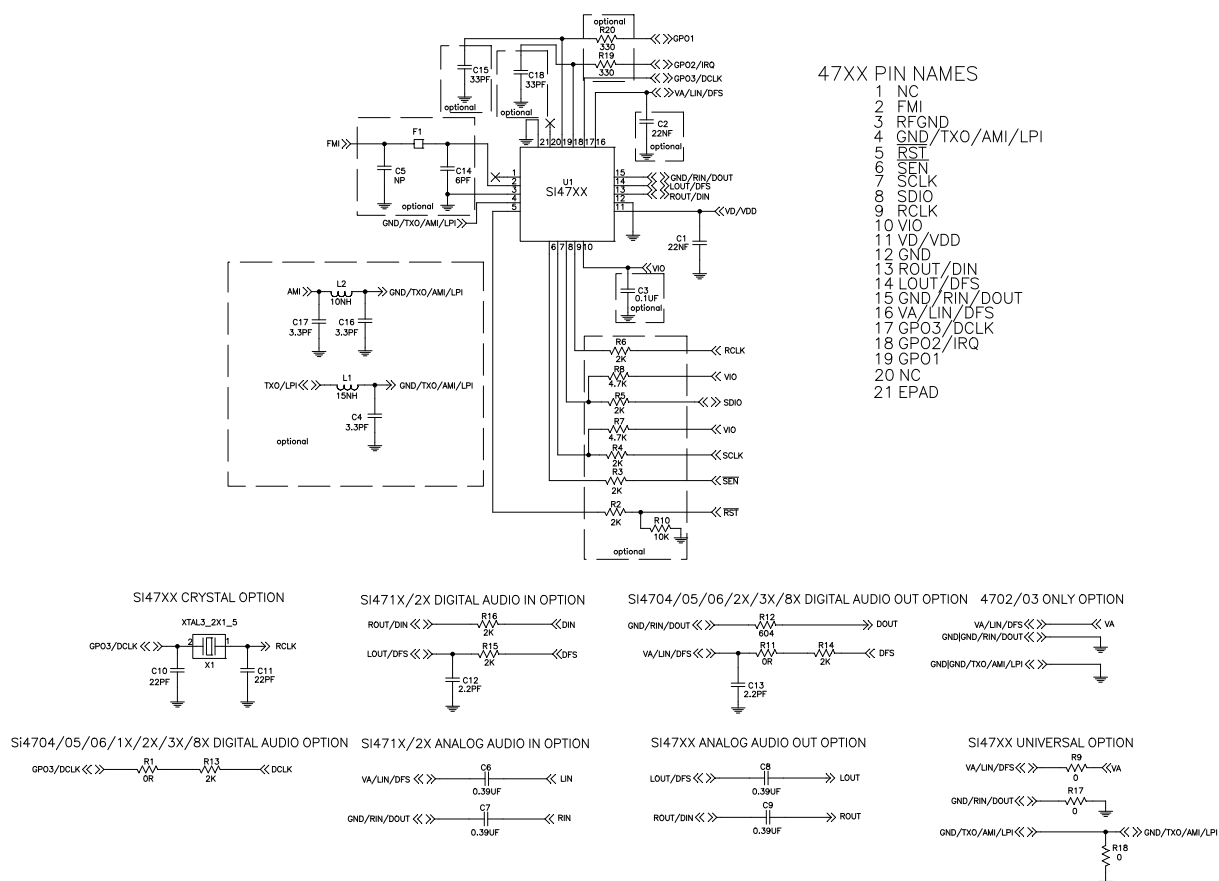 optional
R20
330
GPO1
R19
330
GPO2/IRQ
GPO3/DCLK
VA/LIN/DFS
C15
33PF
optional
C18
33PF
optional
C2
22NF
optional
FMI
F1
C5
NP
C14
6PF
optional
GND/TXO/AMI/LPI
21 20 19 18 17 16
1
2
3
4
5
U1
SI47XX
15
14
13
12
11
6 7 8 9 10
GND/RIN/DOUT
LOUT/DFS
ROUT/DIN
VD/VDD
C1
22NF
VIO
C3
0.1UF
optional
AMI
L2
10NH
GND/TXO/AMI/LPI
C17
3.3PF
C16
3.3PF
TXO/LPI
L1
15NH
GND/TXO/AMI/LPI
C4
3.3PF
optional
R6
2K
RCLK
R8
4.7K
VIO
R5
2K
SDIO
R7
4.7K
VIO
R4
2K
SCLK
R3
2K
SEN
R2
2K
RST
R10
10K
optional
47XX PIN NAMES
1 NC
2 FMI
3 RFGND
4 GND/TXO/AMI/LPI
5 RST
6 SEN
7 SCLK
8 SDIO
9 RCLK
10 VIO
11 VD/VDD
12 GND
13 ROUT/DIN
14 LOUT/DFS
15 GND/RIN/DOUT
16 VA/LIN/DFS
17 GPO3/DCLK
18 GPO2/IRQ
19 GPO1
20 NC
21 EPAD
SI47XX CRYSTAL OPTION
XTAL3_2X1_5
GPO3/DCLK
2
1
RCLK
X1
C10
22PF
C11
22PF
SI471X/2X DIGITAL AUDIO IN OPTION
ROUT/DIN
R16
2K
DIN
LOUT/DFS
R15
2K
DFS
C12
2.2PF
SI4704/05/06/2X/3X/8X DIGITAL AUDIO OUT OPTION
GND/RIN/DOUT
R12
604
DOUT
VA/LIN/DFS
R11
0R
R14
2K
DFS
C13
2.2PF
4702/03 ONLY OPTION
VA/LIN/DFS
VA
GND|GND/RIN/DOUT
GND|GND/TXO/AMI/LPI
Si4704/05/06/1X/2X/3X/8X DIGITAL AUDIO OPTION
GPO3/DCLK
R1
0R
R13
2K
DCLK
SI471X/2X ANALOG AUDIO IN OPTION
VA/LIN/DFS
C6
0.39UF
LIN
GND/RIN/DOUT
C7
0.39UF
RIN
SI47XX ANALOG AUDIO OUT OPTION
LOUT/DFS
C8
0.39UF
LOUT
ROUT/DIN
C9
0.39UF
ROUT
SI47XX UNIVERSAL OPTION
VA/LIN/DFS
R9
0
VA
GND/RIN/DOUT
R17
0
GND/TXO/AMI/LPI
GND/TXO/AMI/LPI
R18
0